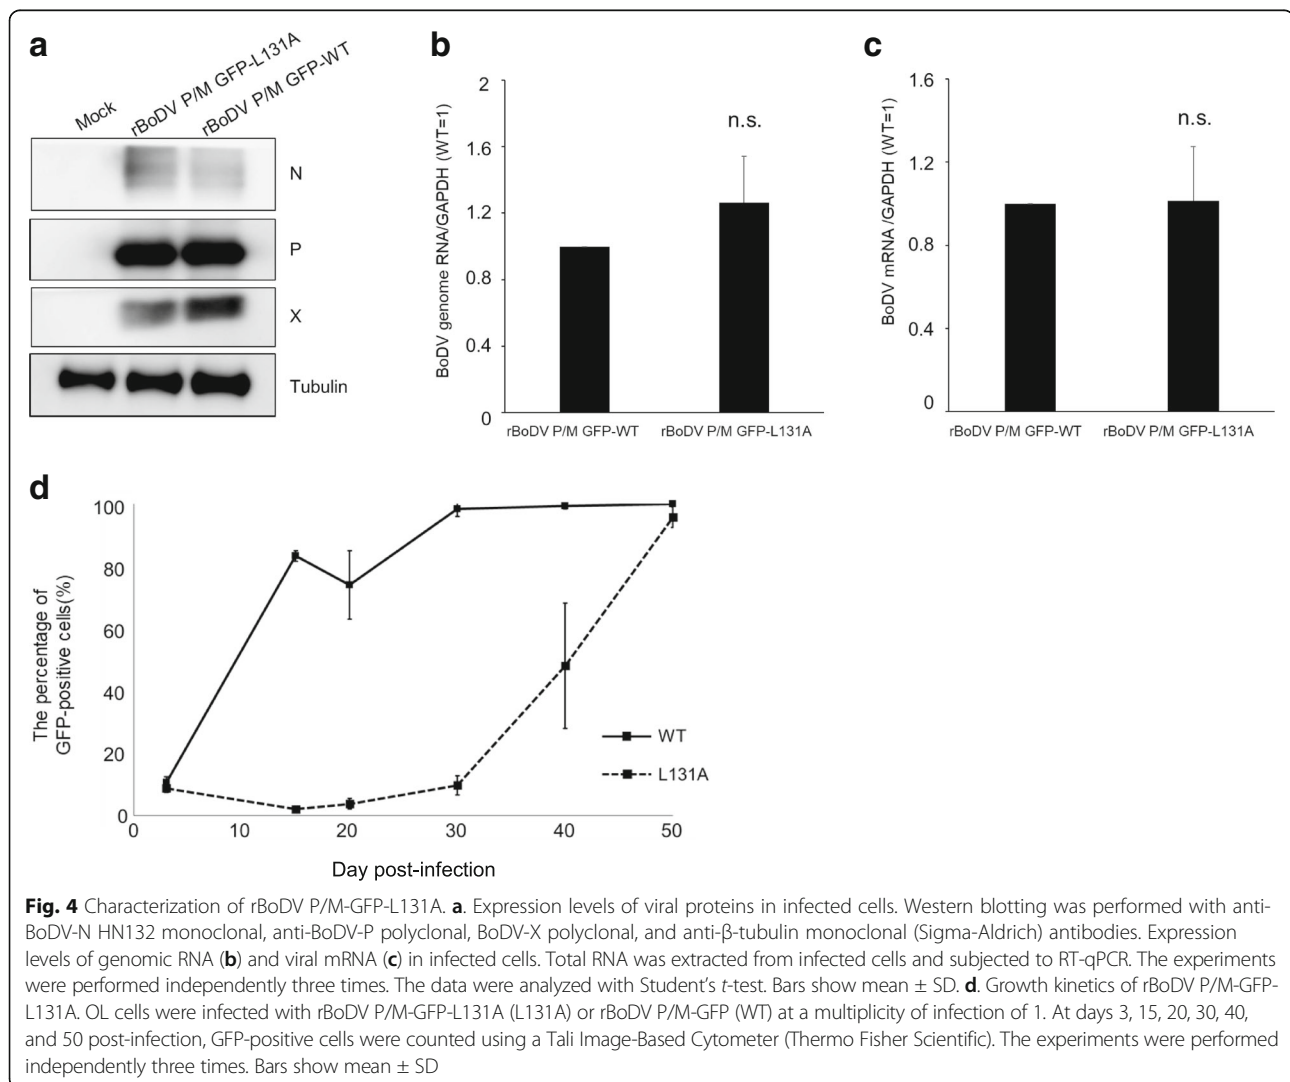 a
Mock
rBoDV P/M GFP-L131A
rBoDV P/M GFP-WT
N
P
X
Tubulin
b
BoDV genome RNA/GAPDH (WT=1)
2
1.6
1.2
0.8
0.4
0
n.s.
rBoDV P/M GFP-WT
rBoDV P/M GFP-L131A
c
BoDV mRNA /GAPDH (WT=1)
1.6
1.2
0.8
0.4
0
n.s.
rBoDV P/M GFP-WT
rBoDV P/M GFP-L131A
d
The percentage of
GFP-positive cells(%)
100
80
60
40
20
0
0 10 20 30 40 50
WT
L131A
Day post-infection
Fig. 4 Characterization of rBoDV P/M-GFP-L131A. a. Expression levels of viral proteins in infected cells. Western blotting was performed with anti-
BoDV-N HN132 monoclonal, anti-BoDV-P polyclonal, BoDV-X polyclonal, and anti-β-tubulin monoclonal (Sigma-Aldrich) antibodies. Expression
levels of genomic RNA (b) and viral mRNA (c) in infected cells. Total RNA was extracted from infected cells and subjected to RT-qPCR. The experiments
were performed independently three times. The data were analyzed with Student's t-test. Bars show mean ± SD. d. Growth kinetics of rBoDV P/M-GFP-
L131A. OL cells were infected with rBoDV P/M-GFP-L131A (L131A) or rBoDV P/M-GFP (WT) at a multiplicity of infection of 1. At days 3, 15, 20, 30, 40,
and 50 post-infection, GFP-positive cells were counted using a Tali Image-Based Cytometer (Thermo Fisher Scientific). The experiments were performed
independently three times. Bars show mean ± SD